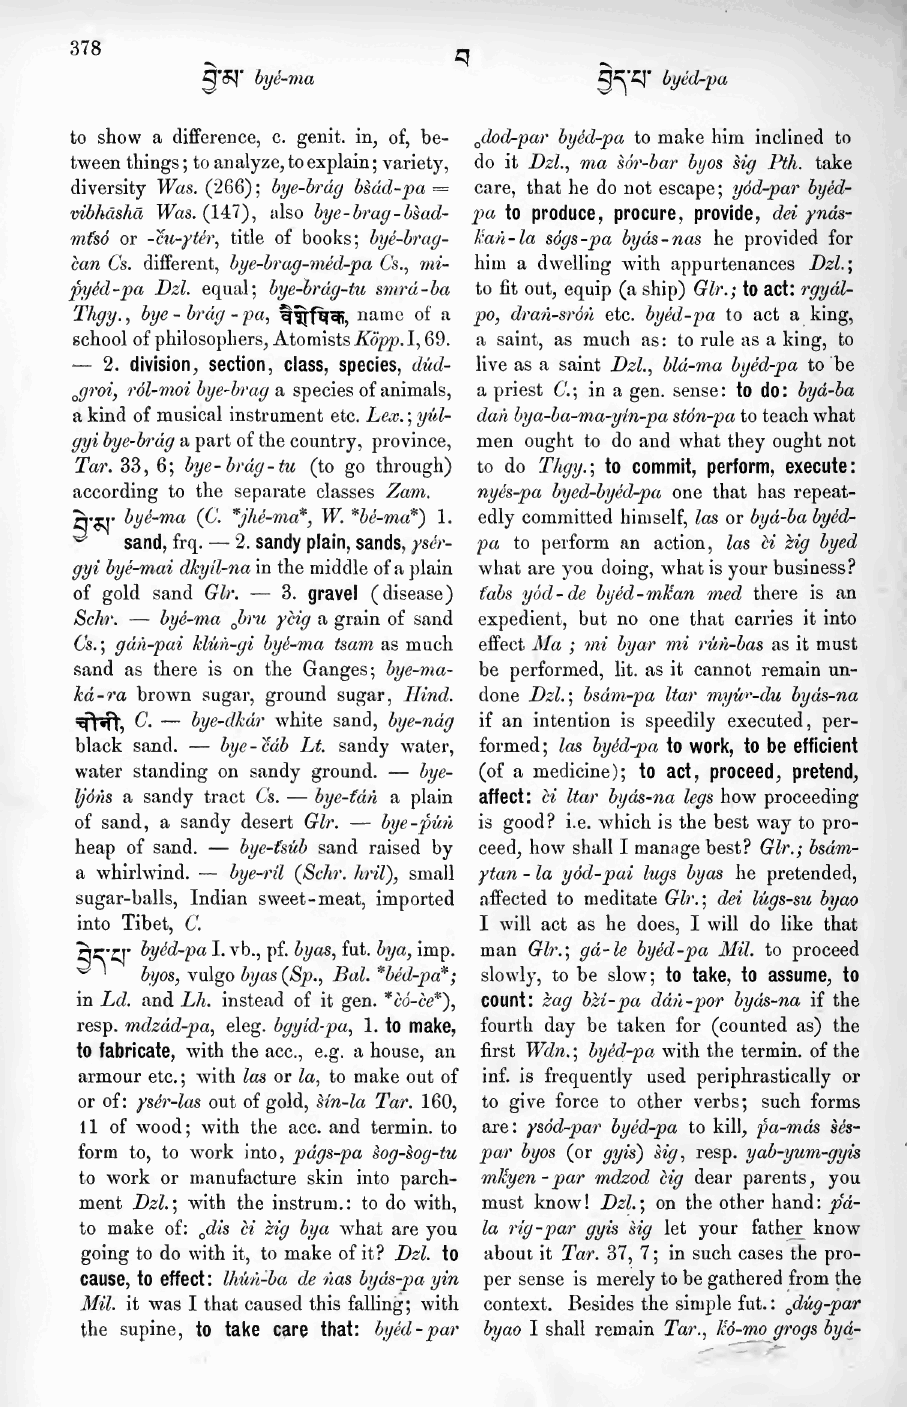 378
བ
བྱེ་མ་ byé-ma
བྱེད་པ་ byéd-pa
to show a difference, c. genit. in, of, be-
tween things; to analyze, to explain; variety,
diversity Was. (266); bye-brág bšád-pa =
vibhāshā Was. (147), also bye-brag-bšad-
mťsó or -ču-γtér, title of books; byé-brag-
čan Cs. different, bye-brag-méd-pa Cs., mi-
ṗyéd-pa Dzl. equal; bye-brág-tu smrá-ba
Thgy., bye-brág-pa, वैशेषिक, name of a
school of philosophers, Atomists Köpp. I, 69.
— 2. division, section, class, species, dúd-
₀groi, ról-moi bye-brag a species of animals,
a kind of musical instrument etc. Lex.; yúl-
gyi bye-brág a part of the country, province,
Tar. 33, 6; bye-brág-tu (to go through)
according to the separate classes Zam.
བྱེ་མ་ byé-ma (C. *jhé-ma*, W. *bé-ma*) 1.
sand, frq. — 2. sandy plain, sands, γsér-
gyi byé-mai dkyíl-na in the middle of a plain
of gold sand Glr. — 3. gravel (disease)
Schr. — byé-ma ₀bru γčig a grain of sand
Cs.; gáṅ-pai klúṅ-gi byé-ma tsam as much
sand as there is on the Ganges; bye-ma-
ká-ra brown sugar, ground sugar, Hind.
चीनी, C. — bye-dkár white sand, bye-nág
black sand. — bye-čáb Lt. sandy water,
water standing on sandy ground. — bye-
ljóṅs a sandy tract Cs. — bye-ťáṅ a plain
of sand, a sandy desert Glr. — bye-ṗúṅ
heap of sand. — bye-ťsúb sand raised by
a whirlwind. — bye-ríl (Schr. hril), small
sugar-balls, Indian sweet-meat, imported
into Tibet, C.
བྱེད་པ་ byéd-pa I. vb., pf. byas, fut. bya, imp.
byos, vulgo byas (Sp., Bal. *béd-pa*;
in Ld. and Lh. instead of it gen. *čó-če*),
resp. mdzád-pa, eleg. bgyíd-pa, 1. to make,
to fabricate, with the acc., e.g. a house, an
armour etc.; with las or la, to make out of
or of: γsér-las out of gold, šiṅ-la Tar. 160,
11 of wood; with the acc. and termin. to
form to, to work into, págs-pa šog-šog-tu
to work or manufacture skin into parch-
ment Dzl.; with the instrum.: to do with,
to make of: ₀dis či žig bya what are you
going to do with it, to make of it? Dzl. to
cause, to effect: lhúṅ-ba de ṅas byás-pa yin
Mil. it was I that caused this falling; with
the supine, to take care that: byéd-par
₀dod-par byéd-pa to make him inclined to
do it Dzl., ma šór-bar byos šig Pth. take
care, that he do not escape; yód-par byéd-
pa to produce, procure, provide, dei γnás-
ḱaṅ-la sógs-pa byás-nas he provided for
him a dwelling with appurtenances Dzl.;
to fit out, equip (a ship) Glr.; to act: rgyál-
po, draṅ-sróṅ etc. byéd-pa to act a king,
a saint, as much as: to rule as a king, to
live as a saint Dzl., blá-ma byéd-pa to be
a priest C.; in a gen. sense: to do: byá-ba
daṅ bya-ba-ma-yín-pa stón-pa to teach what
men ought to do and what they ought not
to do Thgy.; to commit, perform, execute:
nyés-pa byed-byéd-pa one that has repeat-
edly committed himself, las or byá-ba byéd-
pa to perform an action, las či žig byed
what are you doing, what is your business?
ťabs yód-de byéd-mḱan med there is an
expedient, but no one that carries it into
effect Ma ; mi byar mi rúṅ-bas as it must
be performed, lit. as it cannot remain un-
done Dzl.; bsám-pa ltar myúr-du byás-na
if an intention is speedily executed, per-
formed; las byéd-pa to work, to be efficient
(of a medicine); to act, proceed, pretend,
affect: či ltar byás-na legs how proceeding
is good? i.e. which is the best way to pro-
ceed, how shall I manage best? Glr.; bsám-
γtan-la yód-pai lugs byas he pretended,
affected to meditate Glr.; dei lúgs-su byao
I will act as he does, I will do like that
man Glr.; gá-le byéd-pa Mil. to proceed
slowly, to be slow; to take, to assume, to
count: žag bži-pa dáṅ-por byás-na if the
fourth day be taken for (counted as) the
first Wdn.; byéd-pa with the termin. of the
inf. is frequently used periphrastically or
to give force to other verbs; such forms
are: γsód-par byéd-pa to kill, ṗa-más šés-
par byos (or gyis) šig, resp. yab-yum-gyis
mḱyen-par mdzod čig dear parents, you
must know! Dzl.; on the other hand: ṗá-
la ríg-par gyis šig let your father know
about it Tar. 37, 7; in such cases the pro-
per sense is merely to be gathered from the
context. Besides the simple fut.: ₀dúg-par
byao I shall remain Tar., ḱó-mo grogs byá-